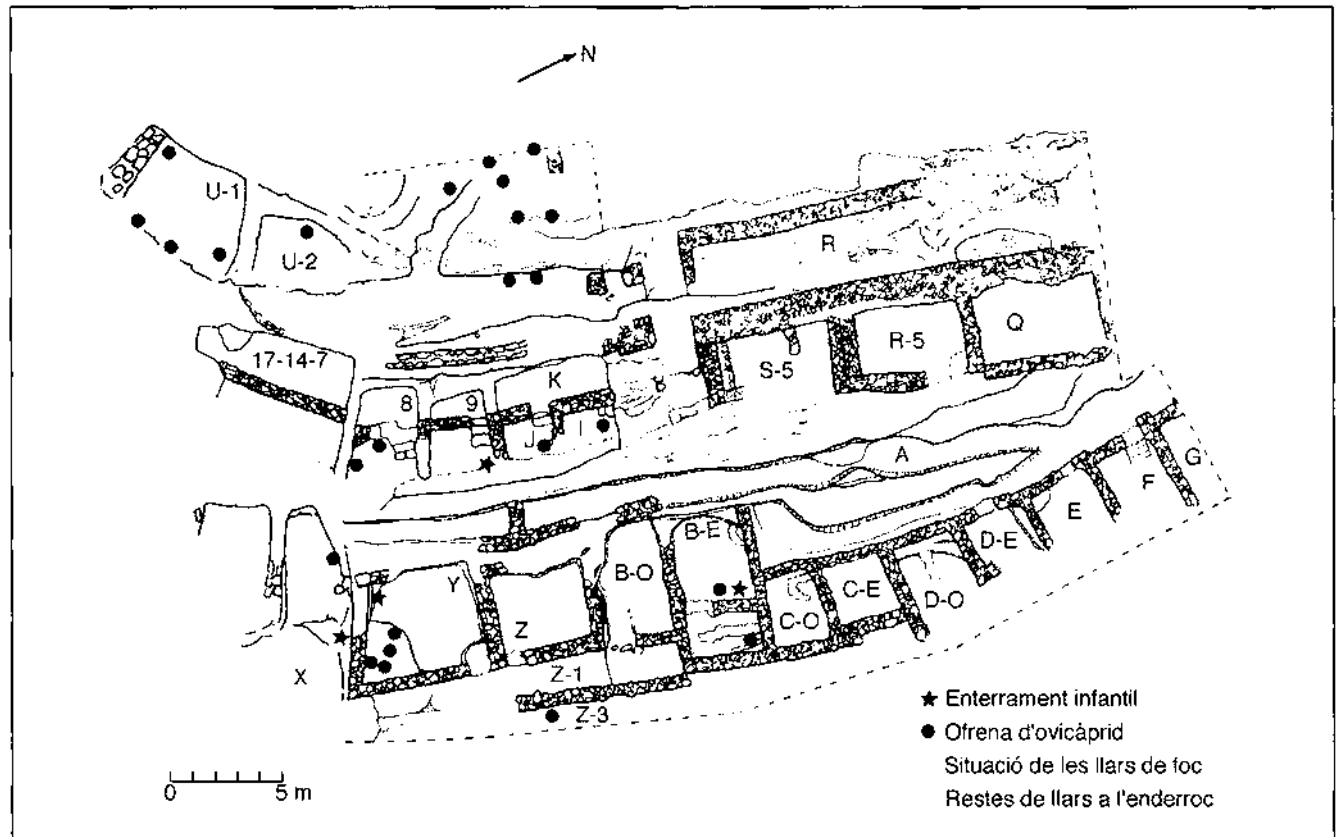 N
U-1
U-2
R
17-14-7
K
S-5
R-5
Q
8
9
J
I
A
G
F
E
D-E
B-E
B-O
Y
C-E
D-O
C-O
Z
X
Z-1
Z-3
★ Enterrament infantil
● Ofrena d'ovicàprid
Situació de les llars de foc
Restes de llars a l'enderroc
0 5 m